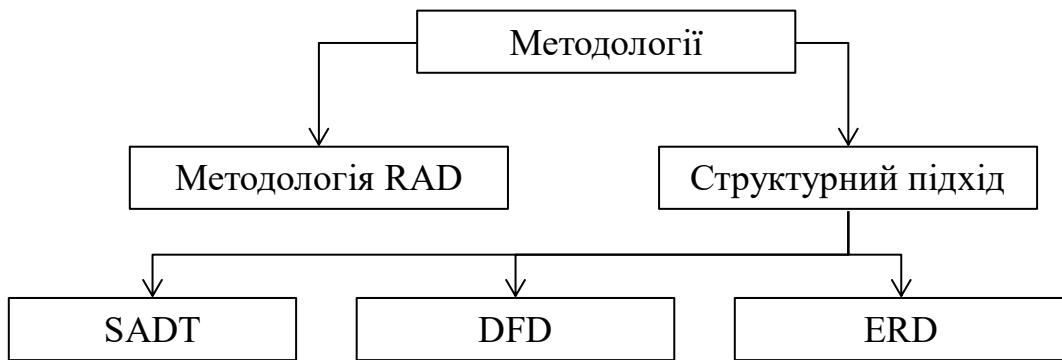 Методології
Методологія RAD
Структурний підхід
SADT
DFD
ERD